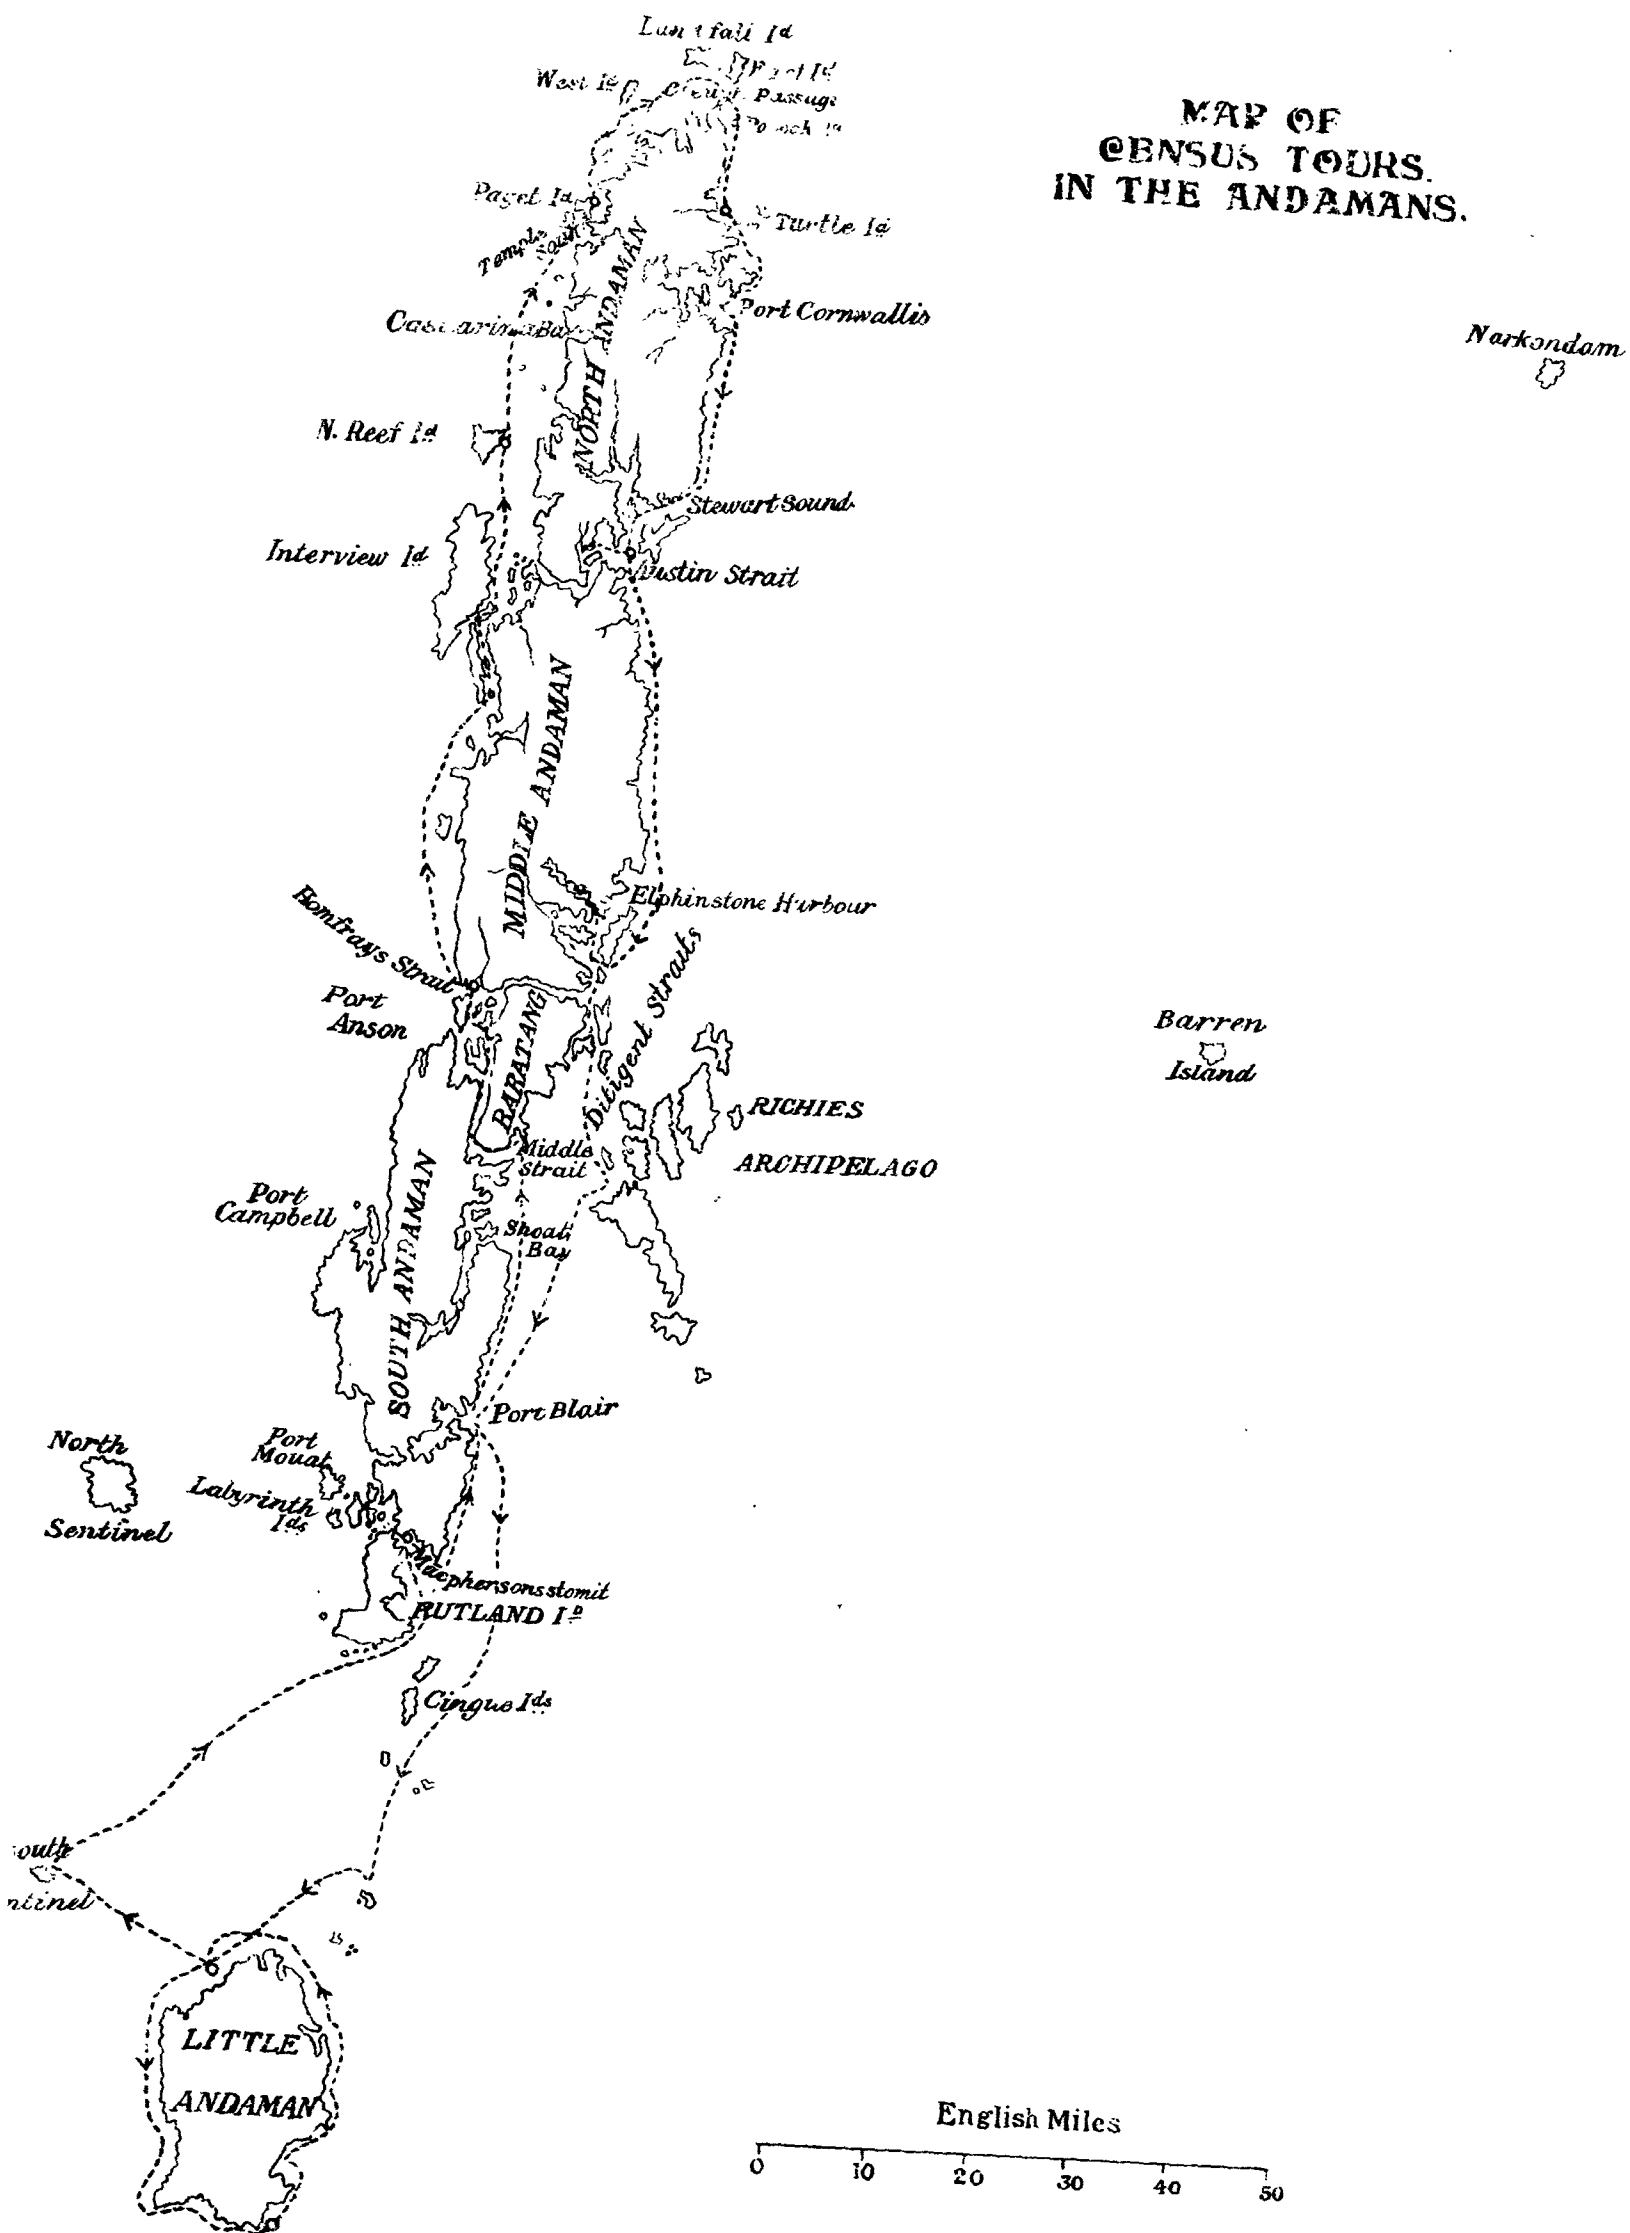 MAP OF
CENSUS TOURS.
IN THE ANDAMANS.
West Id
Passage
Paget Id
Turtle Id
NORTH ANDAMAN
Port Cornwallis
Narkondam
N. Reef Id
Stewart Sound
Interview Id
Austin Strait
MIDDLE ANDAMAN
Elphinstone Harbour
Homfrays Strait
Port
Anson
BARATANG
Diligent Straits
Barren
Island
RICHIES
ARCHIPELAGO
Middle
Strait
Port
Campbell
SOUTH ANDAMAN
Shoal
Bay
Port Blair
North
Sentinel
Port
Mouat
Labyrinth
Ids
Macphersonsstomit
RUTLAND ID
Cinque Ids
LITTLE
ANDAMAN
English Miles
0 10 20 30 40 50